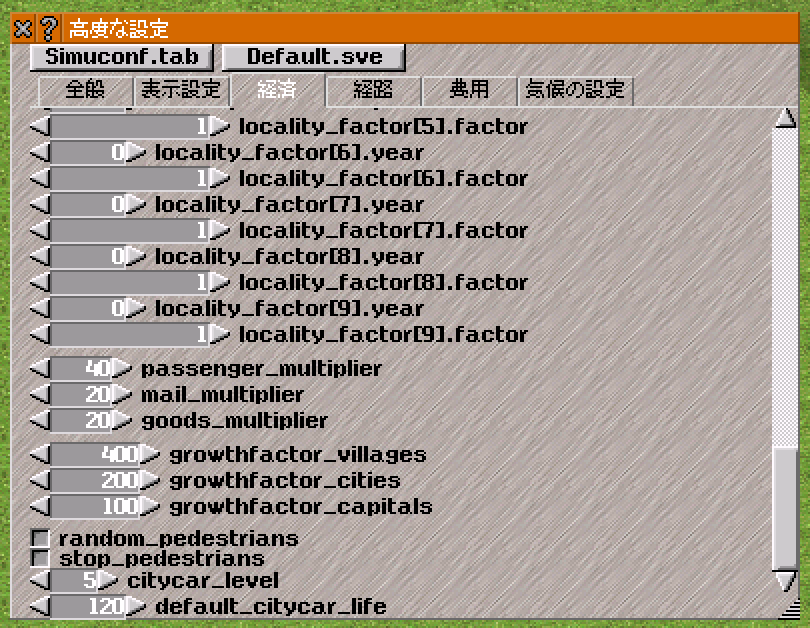 高度な設定
Simuconf.tab Default.sve
全般 表示設定 経済 経路 費用 気候の設定
1 locality_factor[5].factor
0 locality_factor[6].year
1 locality_factor[6].factor
0 locality_factor[7].year
1 locality_factor[7].factor
0 locality_factor[8].year
1 locality_factor[8].factor
0 locality_factor[9].year
1 locality_factor[9].factor
40 passenger_multiplier
20 mail_multiplier
20 goods_multiplier
400 growthfactor_villages
200 growthfactor_cities
100 growthfactor_capitals
random_pedestrians
stop_pedestrians
5 citycar_level
120 default_citycar_life